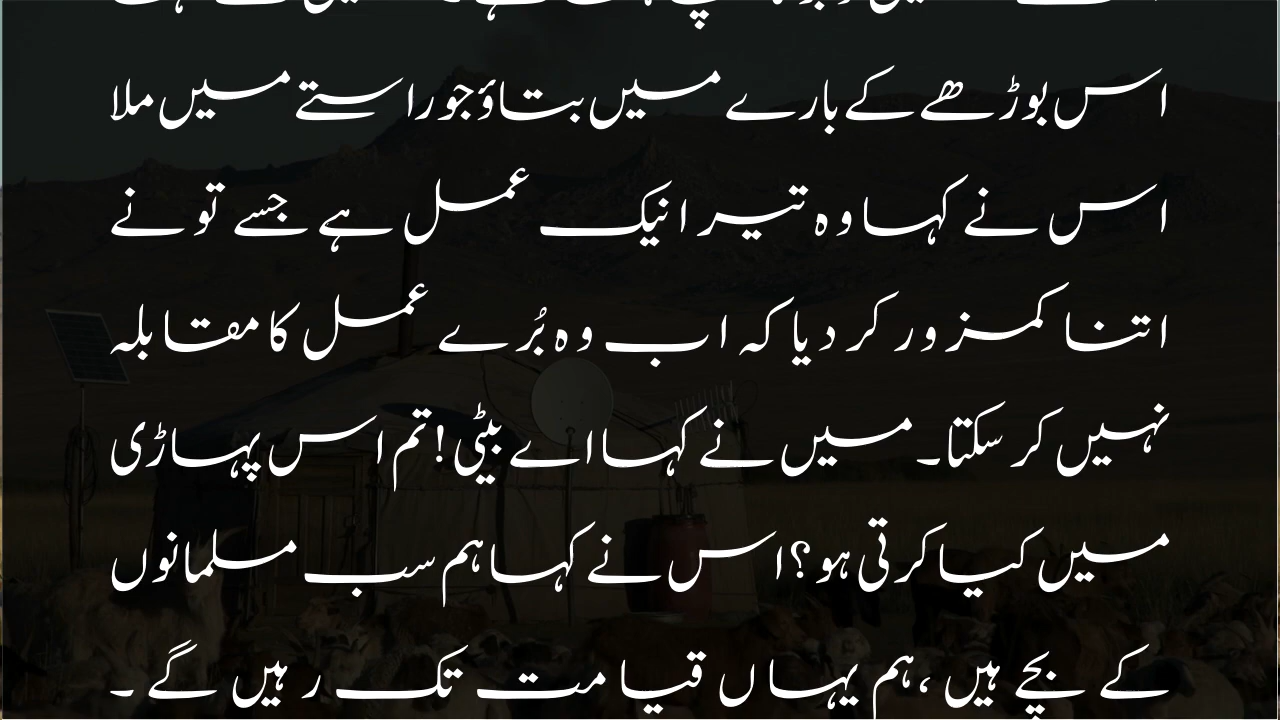 اس بوڑھے کے بارے میں بتاؤ جو راستے میں ملا
اس نے کہا وہ تیرا نیک عمل ہے جسے تو نے
اتنا کمزور کر دیا کہ اب وہ بُرے عمل کا مقابلہ
نہیں کر سکتا۔ میں نے کہا اے بیٹی! تم اس پہاڑی
میں کیا کرتی ہو؟ اس نے کہا ہم سب مسلمانوں
کے بچے ہیں، ہم یہاں قیامت تک رہیں گے۔